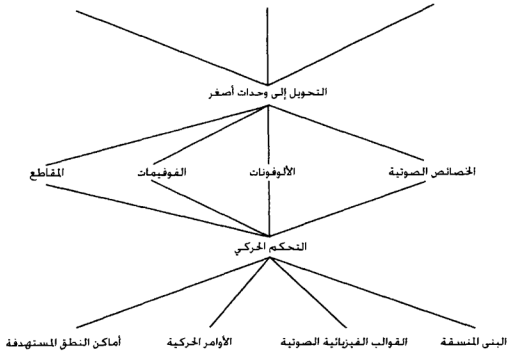 التحويل إلى وحدات أصغر
الخصائص الصوتية الألوفونات الفوفيمات المقاطع
التحكم الحركي
البنى المنسقة القوالب الفيزيائية الصوتية الأوامر الحركية أماكن النطق المستهدفة